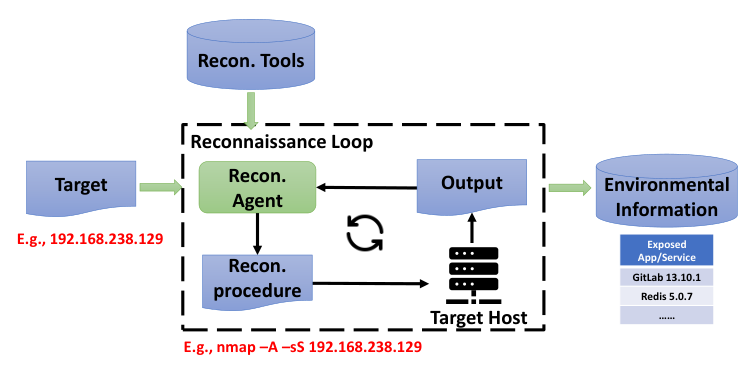 Recon. Tools
Reconnaissance Loop
Target
E.g., 192.168.238.129
Recon.
Agent
Output
Recon.
procedure
Target Host
E.g., nmap –A –sS 192.168.238.129
Environmental
Information
Exposed
App/Service
GitLab 13.10.1
Redis 5.0.7
......